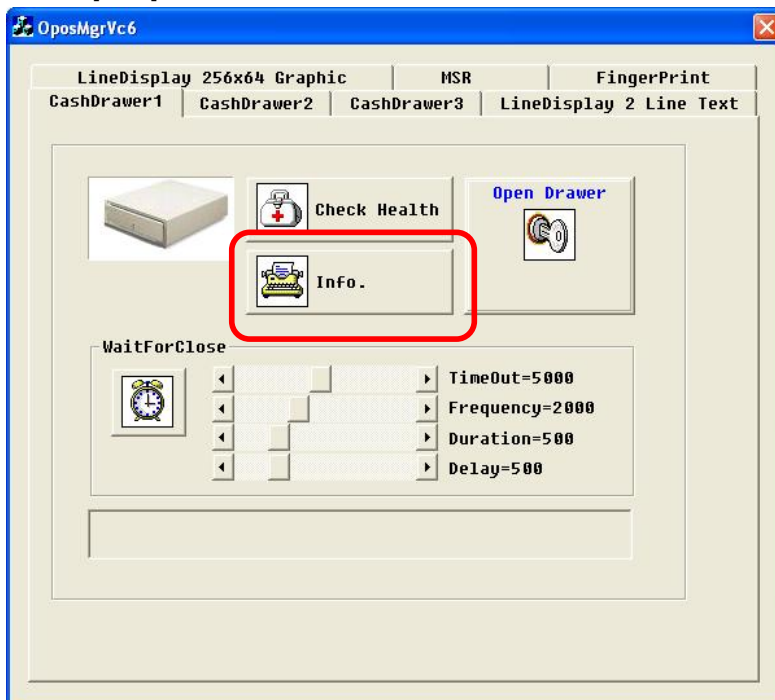 OposMgrVc6
LineDisplay 256x64 Graphic MSR FingerPrint
CashDrawer1 CashDrawer2 CashDrawer3 LineDisplay 2 Line Text
Check Health
Open Drawer
Info.
WaitForClose
TimeOut=5000
Frequency=2000
Duration=500
Delay=500